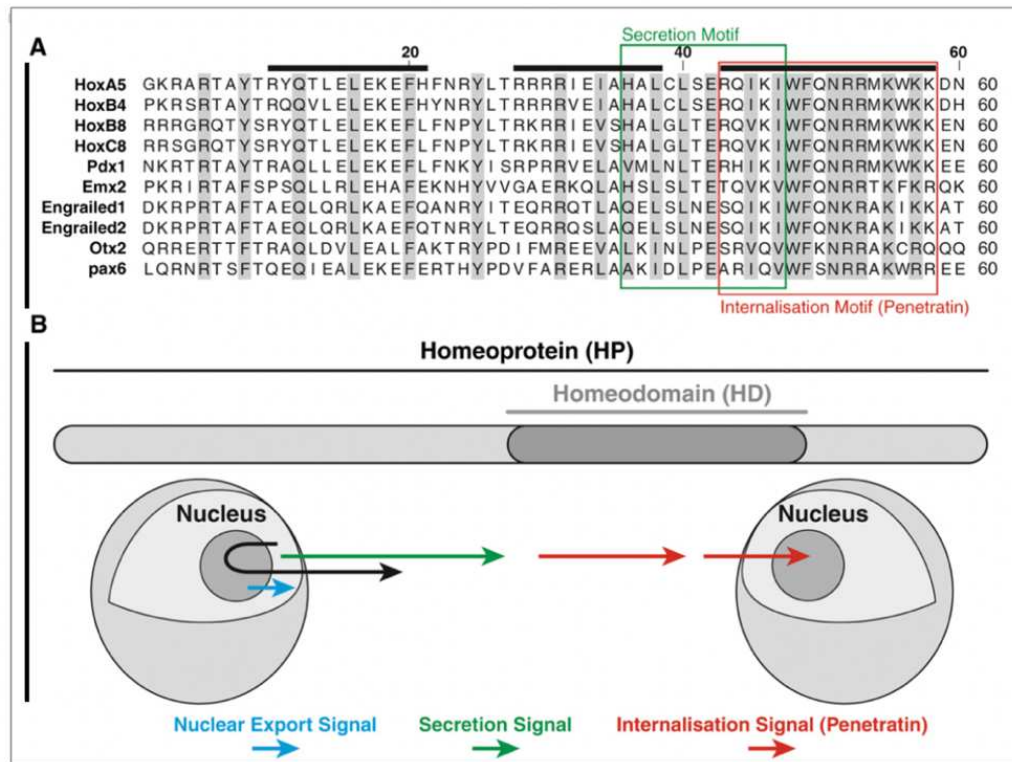 A
Secretion Motif
20 40 60
HoxA5 GKRARTAYTRYQTLELEKEFHFNRYLTRRRRIEIAHALCLSERQIKIWFQNRRMKWKKDN 60
HoxB4 PKRSRTAYTRQQVLELEKEFHYNRYLTRRRRVEIAHALCLSERQIKIWFQNRRMKWKKDH 60
HoxB8 RRRGRQTYSRYQTLELEKEFLFNPYLTRKRRIEVSHALGLTERQVKIWFQNRRMKWKKEN 60
HoxC8 RRSGRQTYSRYQTLELEKEFLFNPYLTRKRRIEVSHALGLTERQVKIWFQNRRMKWKKEN 60
Pdx1 NKRTRTAYTRAQLLELEKEFLFNKYISRPRRVELAVMLNLTERHIKIWFQNRRMKWKKEE 60
Emx2 PKRIRTAFSPSQLLRLEHAFEKNHYVVGAERKQLAHSLSLTETQVKVWFQNRRTKFKRQK 60
Engrailed1 DKRPRTAFTAEQLQRLKAEFQANRYITEQRRQTLAQELSLNESQIKIWFQNKRAKIKKAT 60
Engrailed2 DKRPRTAFTAEQLQRLKAEFQTNRYLTEQRRQSLAQELSLNESQIKIWFQNKRAKIKKAT 60
Otx2 QRRERTTFTRAQLDVLEALFAKTRYPDIFMREEVALKINLPESRVQVWFKNRRAKCRQQQ 60
pax6 LQRNRTSFTQEQIEALEKEFERTHYPDVFARERLAAKIDLPEARIQVWFSNRRAKWRREE 60
Internalisation Motif (Penetratin)
B
Homeoprotein (HP)
Homeodomain (HD)
Nucleus Nucleus
Nuclear Export Signal Secretion Signal Internalisation Signal (Penetratin)